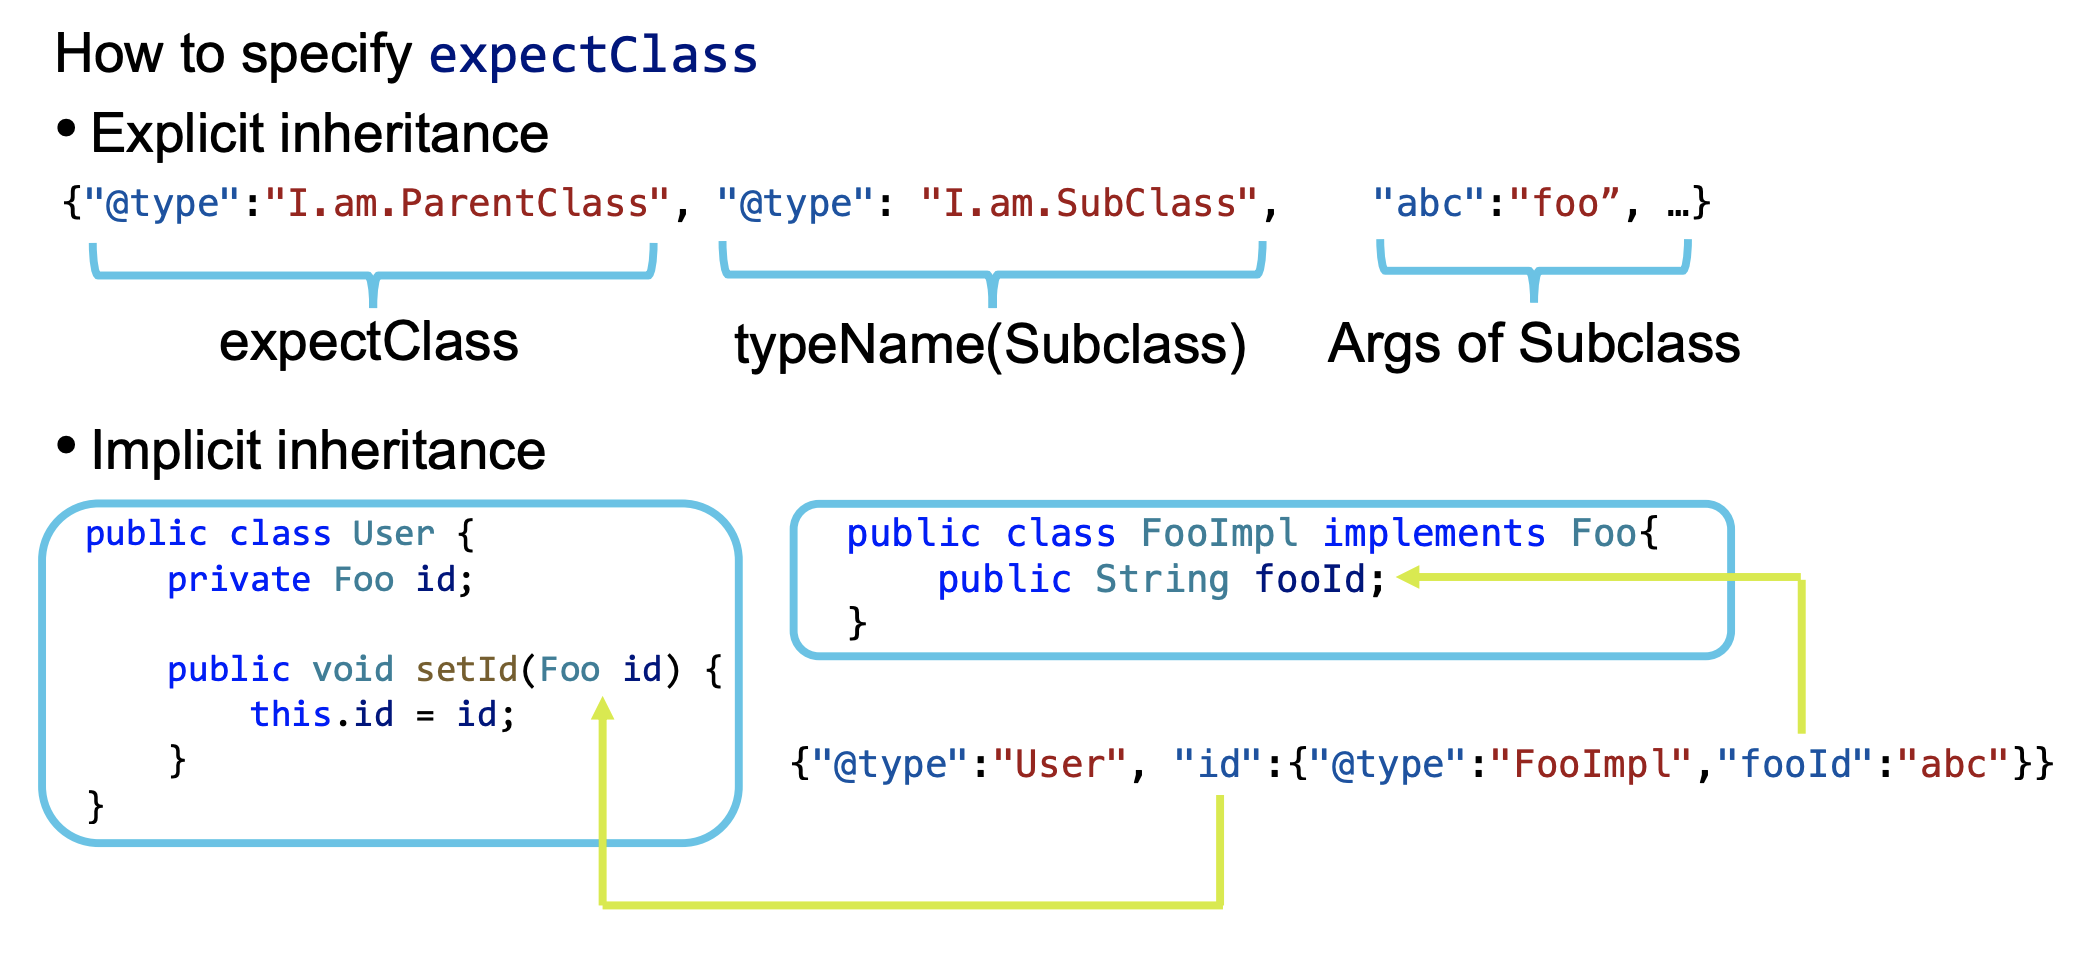 How to specify expectClass
• Explicit inheritance
{"@type":"I.am.ParentClass", "@type": "I.am.SubClass", "abc":"foo”, …}
expectClass typeName(Subclass) Args of Subclass
• Implicit inheritance
public class User {
private Foo id;
public void setId(Foo id) {
this.id = id;
}
}
public class FooImpl implements Foo{
public String fooId;
}
{"@type":"User", "id":{"@type":"FooImpl","fooId":"abc"}}